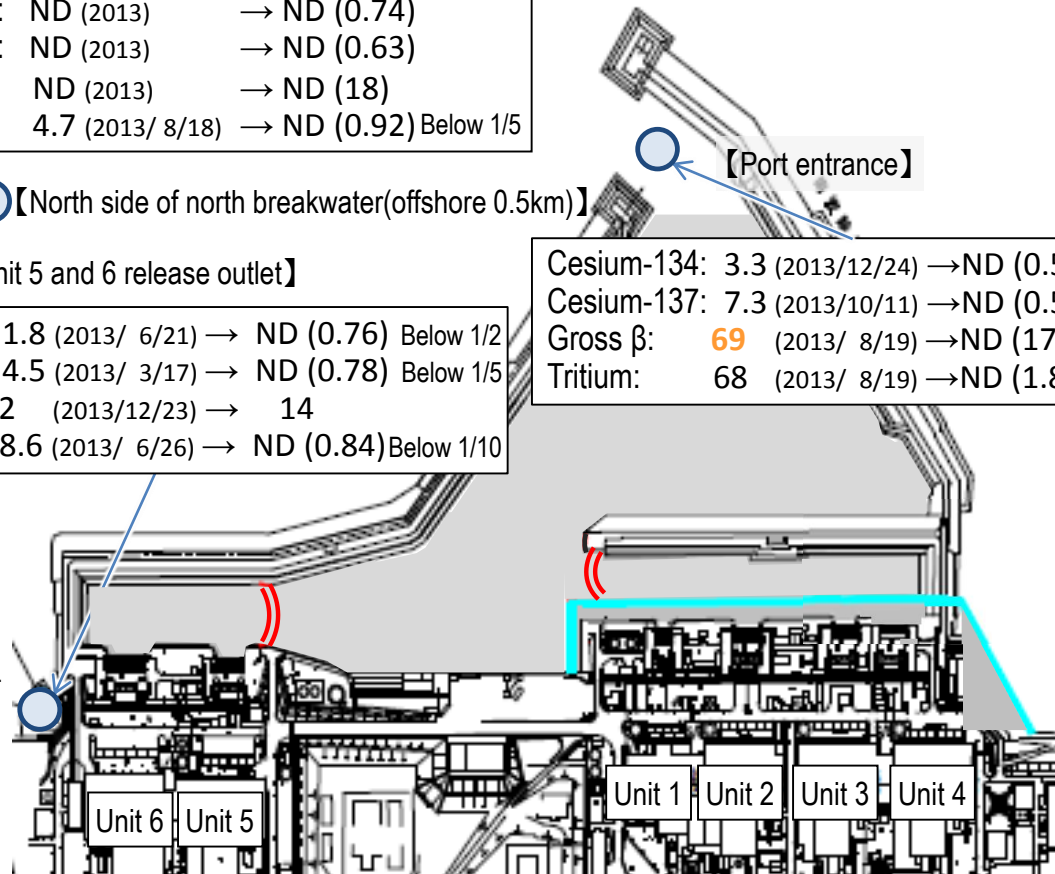 : ND (2013) → ND (0.74)
: ND (2013) → ND (0.63)
ND (2013) → ND (18)
4.7 (2013/ 8/18) → ND (0.92) Below 1/5
【Port entrance】
【North side of north breakwater(offshore 0.5km)】
nit 5 and 6 release outlet】
Cesium-134: 3.3 (2013/12/24) →ND (0.5
Cesium-137: 7.3 (2013/10/11) →ND (0.5
Gross β: 69 (2013/ 8/19) →ND (17
Tritium: 68 (2013/ 8/19) →ND (1.8
1.8 (2013/ 6/21) → ND (0.76) Below 1/2
4.5 (2013/ 3/17) → ND (0.78) Below 1/5
2 (2013/12/23) → 14
8.6 (2013/ 6/26) → ND (0.84) Below 1/10
Unit 6 Unit 5 Unit 1 Unit 2 Unit 3 Unit 4